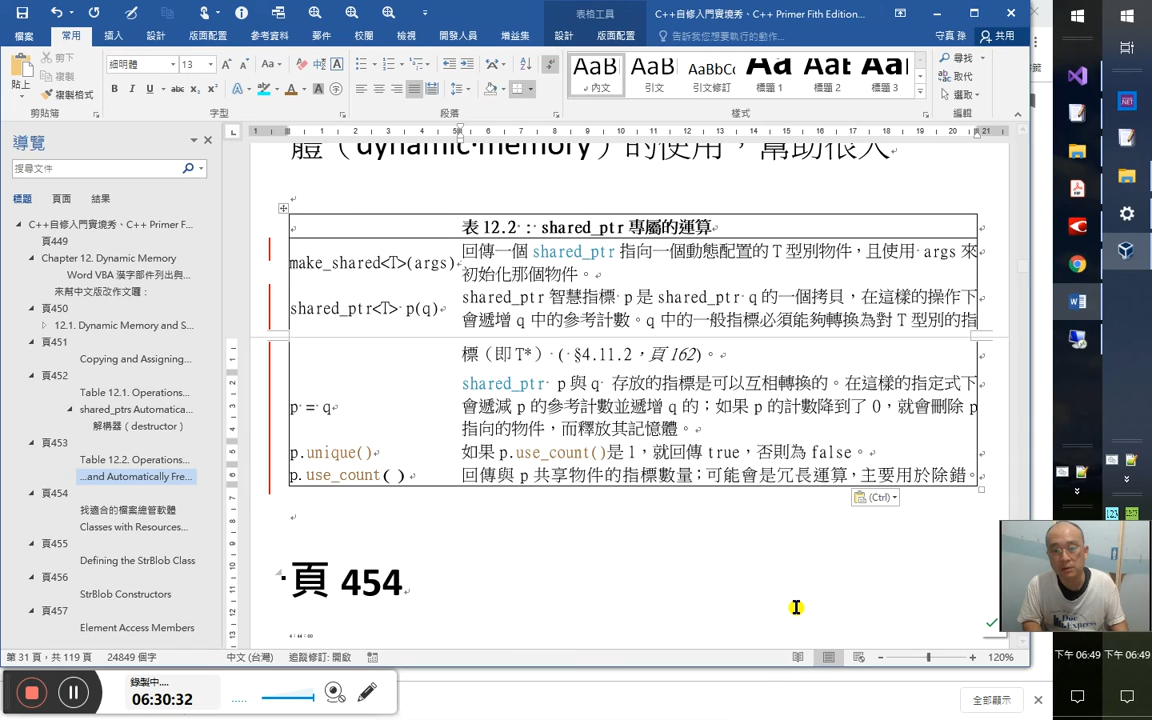 表格工具
C++自修入門實境秀、C++ Primer Fith Edition...
檔案 常用 插入 設計 版面配置 參考資料 郵件 校閱 檢視 開發人員 增益集 設計 版面配置 告訴我您想要執行的動作... 守真 孫 共用
貼上 剪下 複製 複製格式
細明體 13
AaB AaB AaBbCc AaB AaBb AaBb
內文 引文 引文修訂 標題 1 標題 2 標題 3
尋找 取代 選取
剪貼簿 字型 段落 樣式 編輯
導覽
搜尋文件
標題 頁面 結果
C++自修入門實境秀、C++ Primer F...
頁449
Chapter 12. Dynamic Memory
Word VBA 漢字部件列出與...
來幫中文版改作文囉：
頁450
12.1. Dynamic Memory and S...
頁451
Copying and Assigning...
頁452
Table 12.1. Operations...
shared_ptrs Automatica...
解構器（destructor）
頁453
Table 12.2. Operations...
...and Automatically Fre...
頁454
找適合的檔案總管軟體
Classes with Resources...
頁455
Defining the StrBlob Class
頁456
StrBlob Constructors
頁457
Element Access Members
體（dynamic memory）的使用，幫助很大
表 12.2：shared_ptr 專屬的運算
make_shared<T>(args) 回傳一個 shared_ptr 指向一個動態配置的 T 型別物件，且使用 args 來
初始化那個物件。
shared_ptr<T> p(q) shared_ptr 智慧指標 p 是 shared_ptr q 的一個拷貝，在這樣的操作下
會遞增 q 中的參考計數。q 中的一般指標必須能夠轉換為對 T 型別的指
標（即 T*）( §4.11.2，頁 162)。
p = q shared_ptr p 與 q 存放的指標是可以互相轉換的。在這樣的指定式下
會遞減 p 的參考計數並遞增 q 的；如果 p 的計數降到了 0，就會刪除 p
指向的物件，而釋放其記憶體。
p.unique() 如果 p.use_count()是 1，就回傳 true，否則為 false。
p.use_count( ) 回傳與 p 共享物件的指標數量；可能會是冗長運算，主要用於除錯。
(Ctrl)
頁 454
4：44：00
第 31 頁，共 119 頁 24849 個字 中文 (台灣) 追蹤修訂: 開啟 120%
錄製中....
06:30:32
全部顯示
下午 06:49 下午 06:49